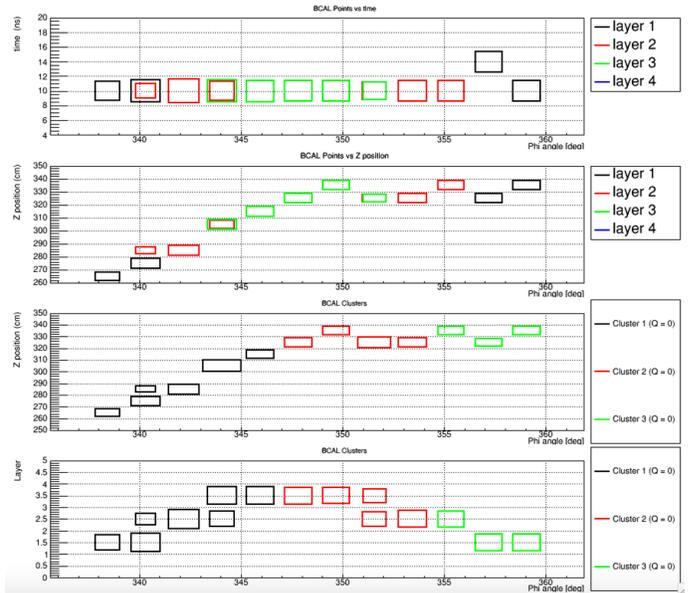 BCAL Points vs time
time (ns)
20
18
16
14
12
10
8
6
4
340
345
350
355
360
Phi angle [deg]
layer 1
layer 2
layer 3
layer 4
BCAL Points vs Z position
Z position (cm)
350
340
330
320
310
300
290
280
270
260
340
345
350
355
360
Phi angle [deg]
layer 1
layer 2
layer 3
layer 4
BCAL Clusters
Z position (cm)
350
340
330
320
310
300
290
280
270
260
250
340
345
350
355
360
Phi angle [deg]
Cluster 1 (Q = 0)
Cluster 2 (Q = 0)
Cluster 3 (Q = 0)
BCAL Clusters
Layer
5
4.5
4
3.5
3
2.5
2
1.5
1
0.5
0
340
345
350
355
360
Phi angle [deg]
Cluster 1 (Q = 0)
Cluster 2 (Q = 0)
Cluster 3 (Q = 0)